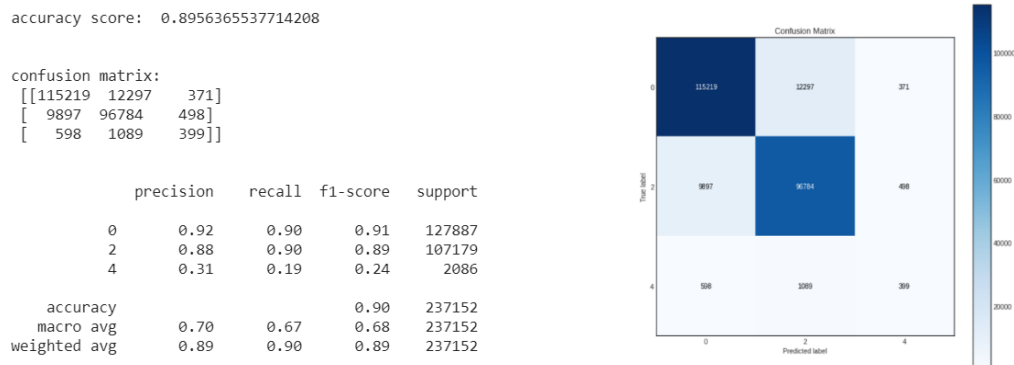 accuracy score:  0.8956365537714208
confusion matrix:
[[115219  12297    371]
[  9897  96784    498]
[   598   1089    399]]
precision    recall  f1-score   support
0       0.92      0.90      0.91    127887
2       0.88      0.90      0.89    107179
4       0.31      0.19      0.24      2086
accuracy                           0.90    237152
macro avg       0.70      0.67      0.68    237152
weighted avg       0.89      0.90      0.89    237152
Confusion Matrix
0 115219 12297 371
2 9897 96784 498
4 598 1089 399
0 2 4
True label
Predicted label
100000
80000
60000
40000
20000